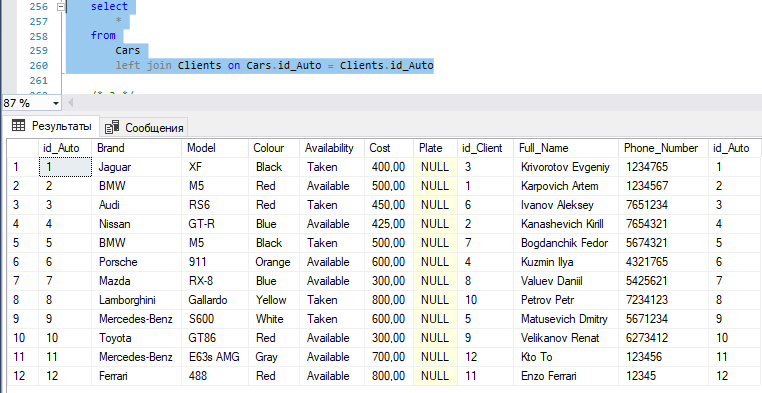 256 select
257 *
258 from
259 Cars
260 left join Clients on Cars.id_Auto = Clients.id_Auto
261
87 %
Результаты Сообщения
id_Auto Brand Model Colour Availability Cost Plate id_Client Full_Name Phone_Number id_Auto
1 1 Jaguar XF Black Taken 400,00 NULL 3 Krivorotov Evgeniy 1234765 1
2 2 BMW M5 Red Available 500,00 NULL 1 Karpovich Artem 1234567 2
3 3 Audi RS6 Red Taken 450,00 NULL 6 Ivanov Aleksey 7651234 3
4 4 Nissan GT-R Blue Available 425,00 NULL 2 Kanashevich Kirill 7654321 4
5 5 BMW M5 Black Taken 500,00 NULL 7 Bogdanchik Fedor 5674321 5
6 6 Porsche 911 Orange Available 600,00 NULL 4 Kuzmin Ilya 4321765 6
7 7 Mazda RX-8 Blue Available 300,00 NULL 8 Valuev Daniil 5425621 7
8 8 Lamborghini Gallardo Yellow Taken 800,00 NULL 10 Petrov Petr 7234123 8
9 9 Mercedes-Benz S600 White Taken 600,00 NULL 5 Matusevich Dmitry 5671234 9
10 10 Toyota GT86 Red Available 300,00 NULL 9 Velikanov Renat 6273412 10
11 11 Mercedes-Benz E63s AMG Gray Available 700,00 NULL 12 Kto To 123456 11
12 12 Ferrari 488 Red Available 800,00 NULL 11 Enzo Ferrari 12345 12